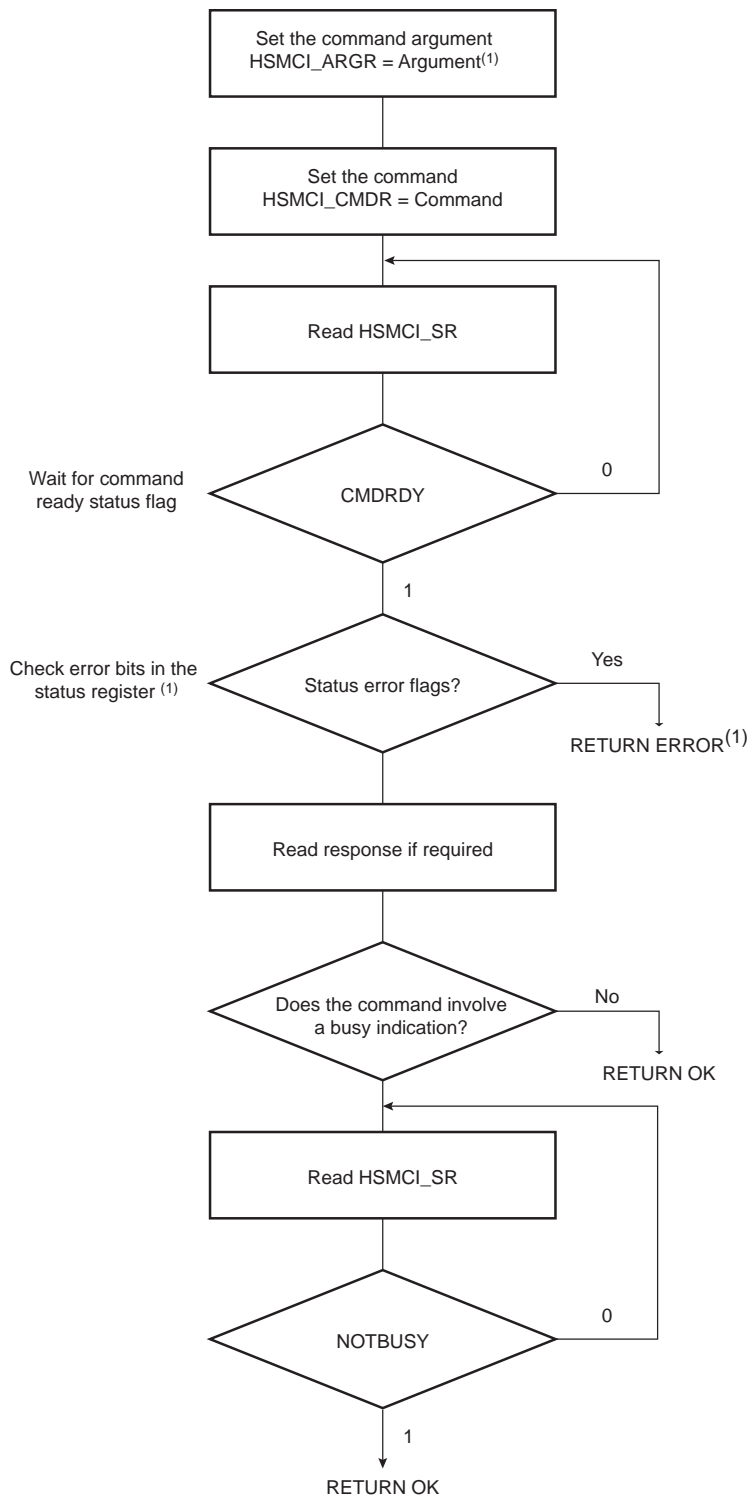 Set the command argument
HSMCI_ARGR = Argument(1)
Set the command
HSMCI_CMDR = Command
Read HSMCI_SR
Wait for command
ready status flag
CMDRDY
0
1
Check error bits in the
status register (1)
Status error flags?
Yes
RETURN ERROR(1)
Read response if required
Does the command involve
a busy indication?
No
RETURN OK
Read HSMCI_SR
NOTBUSY
0
1
RETURN OK